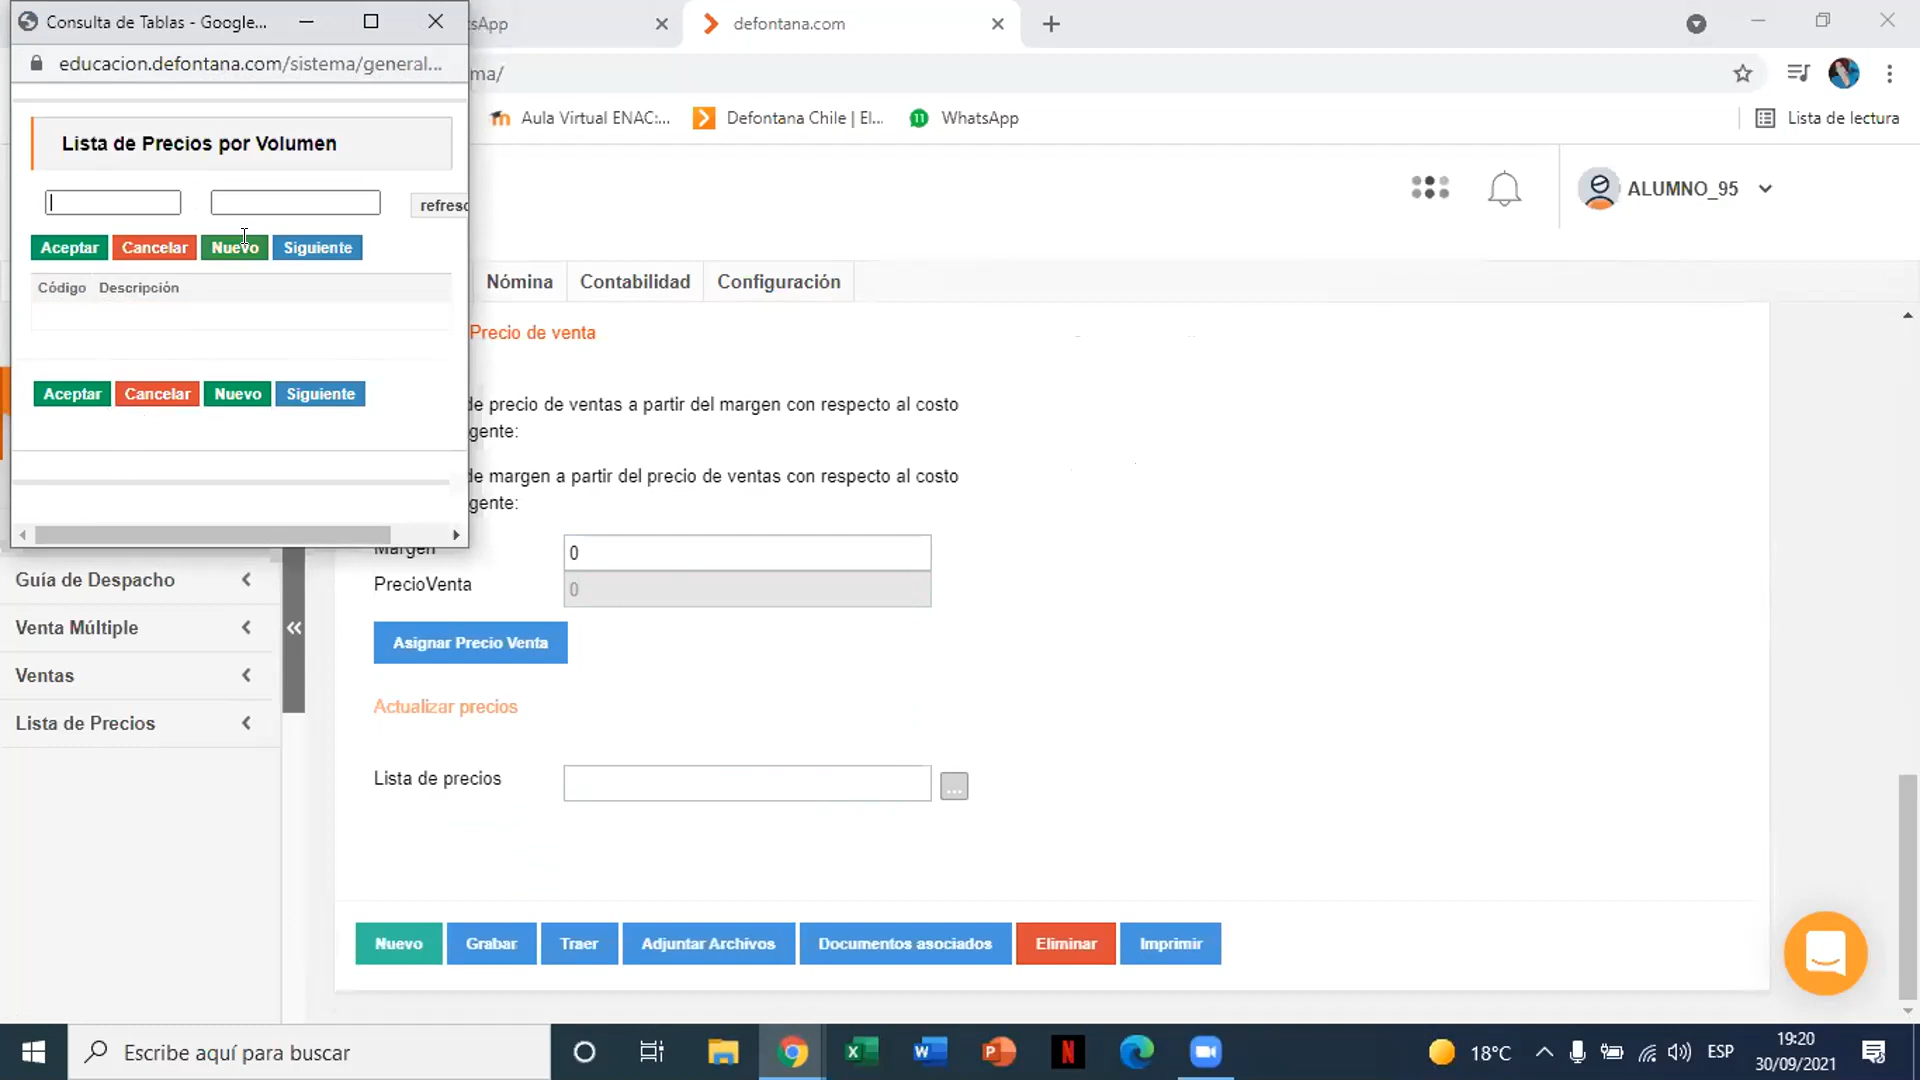 Consulta de Tablas - Google...
educacion.defontana.com/sistema/general...
Lista de Precios por Volumen
Aceptar Cancelar Nuevo Siguiente
Código Descripción
Aceptar Cancelar Nuevo Siguiente
defontana.com
ma/
Aula Virtual ENAC:... Defontana Chile | El... 11 WhatsApp Lista de lectura
ALUMNO_95
Nómina Contabilidad Configuración
Precio de venta
de precio de ventas a partir del margen con respecto al costo
gente:
de margen a partir del precio de ventas con respecto al costo
gente:
Margen 0
PrecioVenta 0
Asignar Precio Venta
Actualizar precios
Lista de precios ...
Nuevo Grabar Traer Adjuntar Archivos Documentos asociados Eliminar Imprimir
Guía de Despacho
Venta Múltiple
Ventas
Lista de Precios
Escribe aquí para buscar
18°C ESP 19:20
30/09/2021